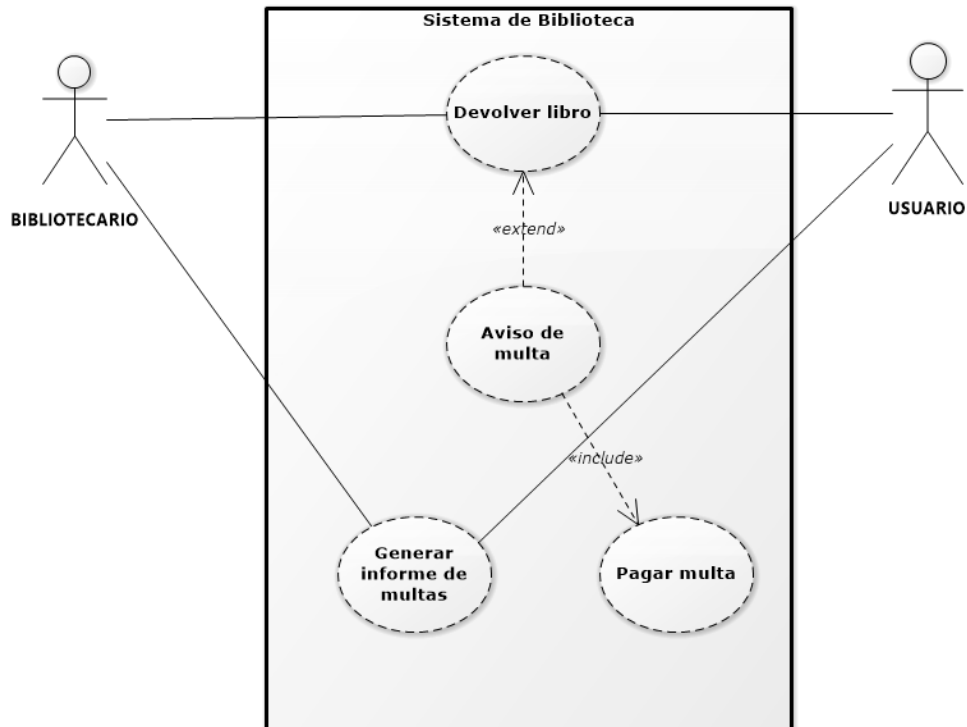 Sistema de Biblioteca
Devolver libro
BIBLIOTECARIO
USUARIO
«extend»
Aviso de
multa
«include»
Generar
informe de
multas
Pagar multa